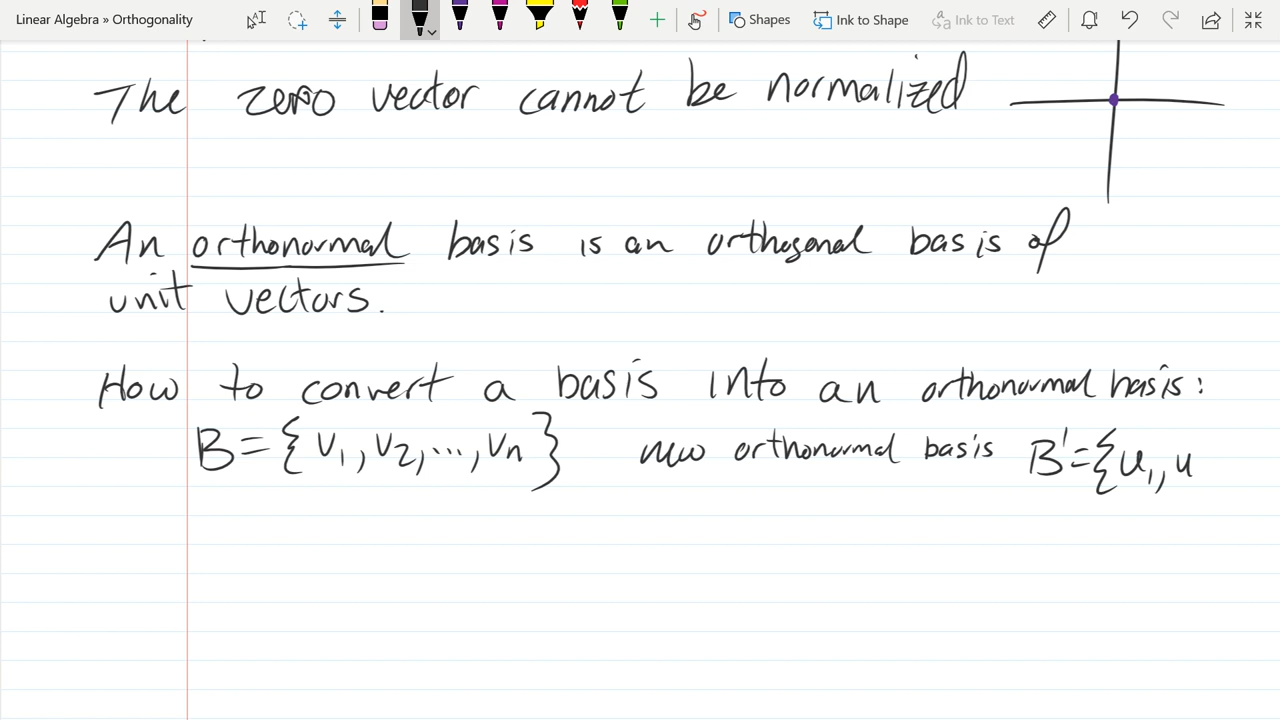 Linear Algebra » Orthogonality
Shapes
Ink to Shape
Ink to Text
The zero vector cannot be normalized
An orthonormal basis is an orthogonal basis of
unit vectors.
How to convert a basis into an orthonormal basis:
B = {v₁, v₂, ..., vn} new orthonormal basis B' = {u₁, u